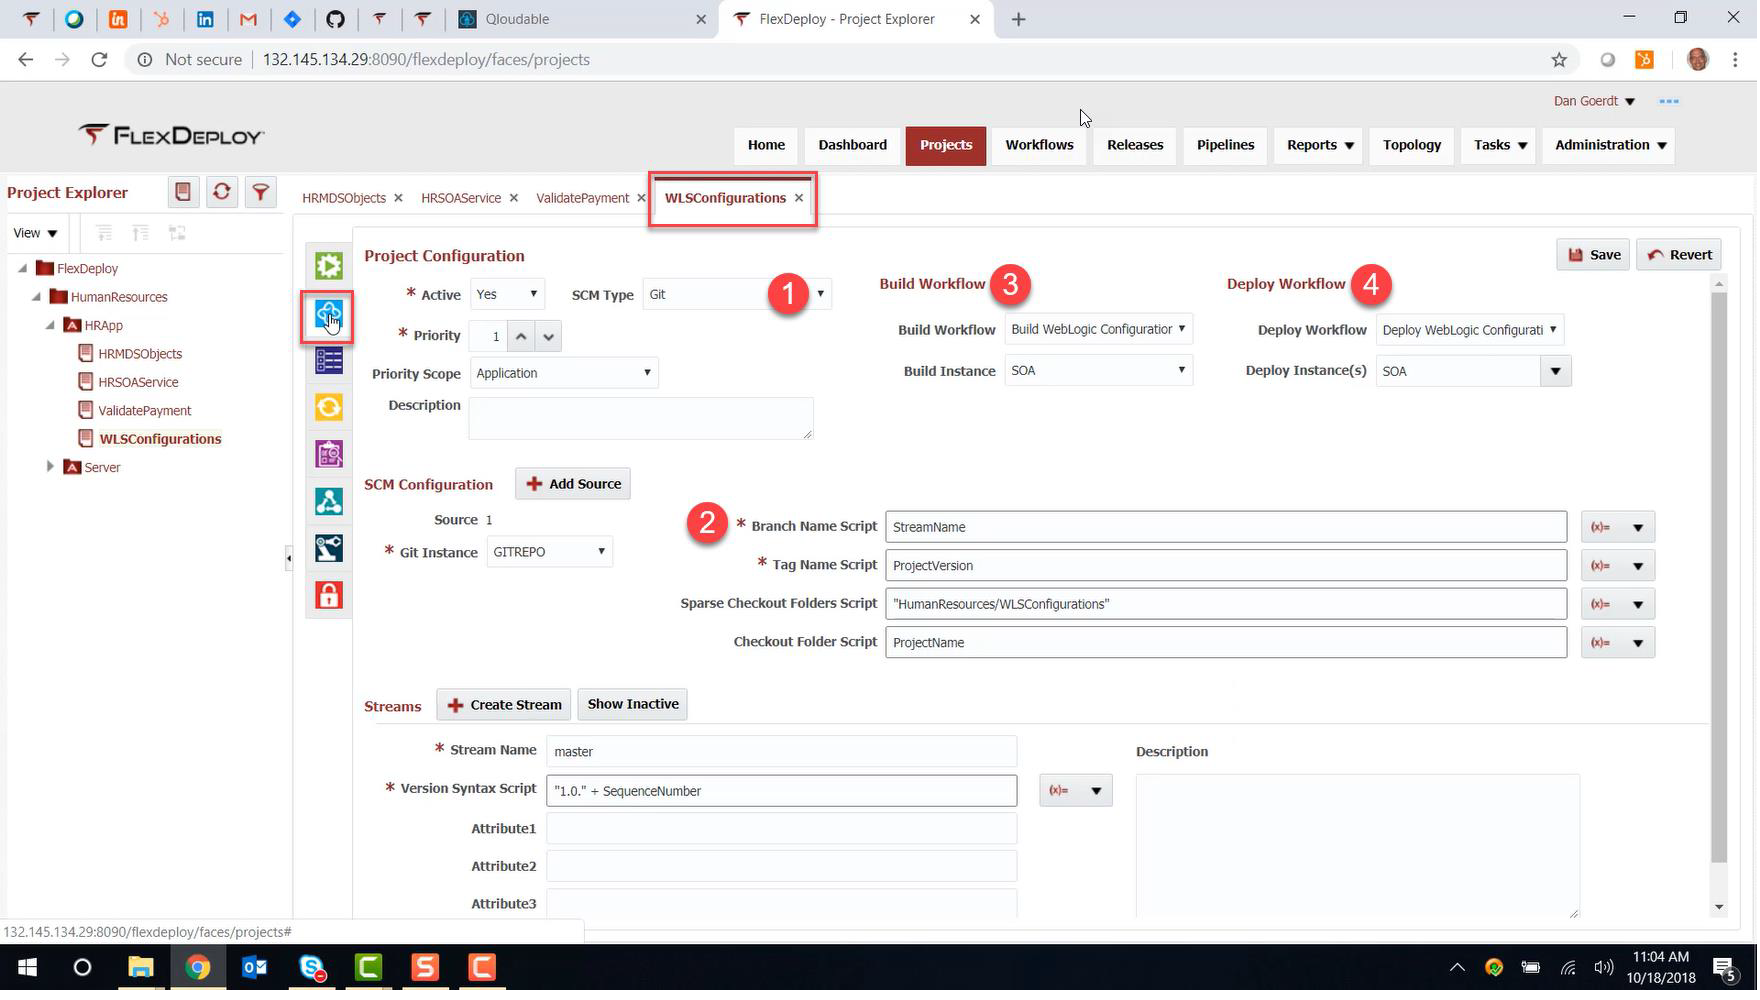 Qloudable
FlexDeploy - Project Explorer
Not secure
132.145.134.29:8090/flexdeploy/faces/projects
Dan Goerdt
FLEXDEPLOY
Home
Dashboard
Projects
Workflows
Releases
Pipelines
Reports
Topology
Tasks
Administration
Project Explorer
HRMDSObjects
HRSOAService
ValidatePayment
WLSConfigurations
View
FlexDeploy
HumanResources
HRApp
HRMDSObjects
HRSOAService
ValidatePayment
WLSConfigurations
Server
Project Configuration
Save
Revert
* Active Yes
SCM Type Git
1
* Priority 1
Priority Scope Application
Description
Build Workflow 3
Build Workflow Build WebLogic Configuration
Build Instance SOA
Deploy Workflow 4
Deploy Workflow Deploy WebLogic Configurati
Deploy Instance(s) SOA
SCM Configuration
Add Source
Source 1
* Git Instance GITREPO
2
* Branch Name Script StreamName
(x)=
* Tag Name Script ProjectVersion
(x)=
Sparse Checkout Folders Script "HumanResources/WLSConfigurations"
(x)=
Checkout Folder Script ProjectName
(x)=
Streams
Create Stream
Show Inactive
* Stream Name master
Description
* Version Syntax Script "1.0." + SequenceNumber
(x)=
Attribute1
Attribute2
Attribute3
132.145.134.29:8090/flexdeploy/faces/projects#
11:04 AM
10/18/2018
5